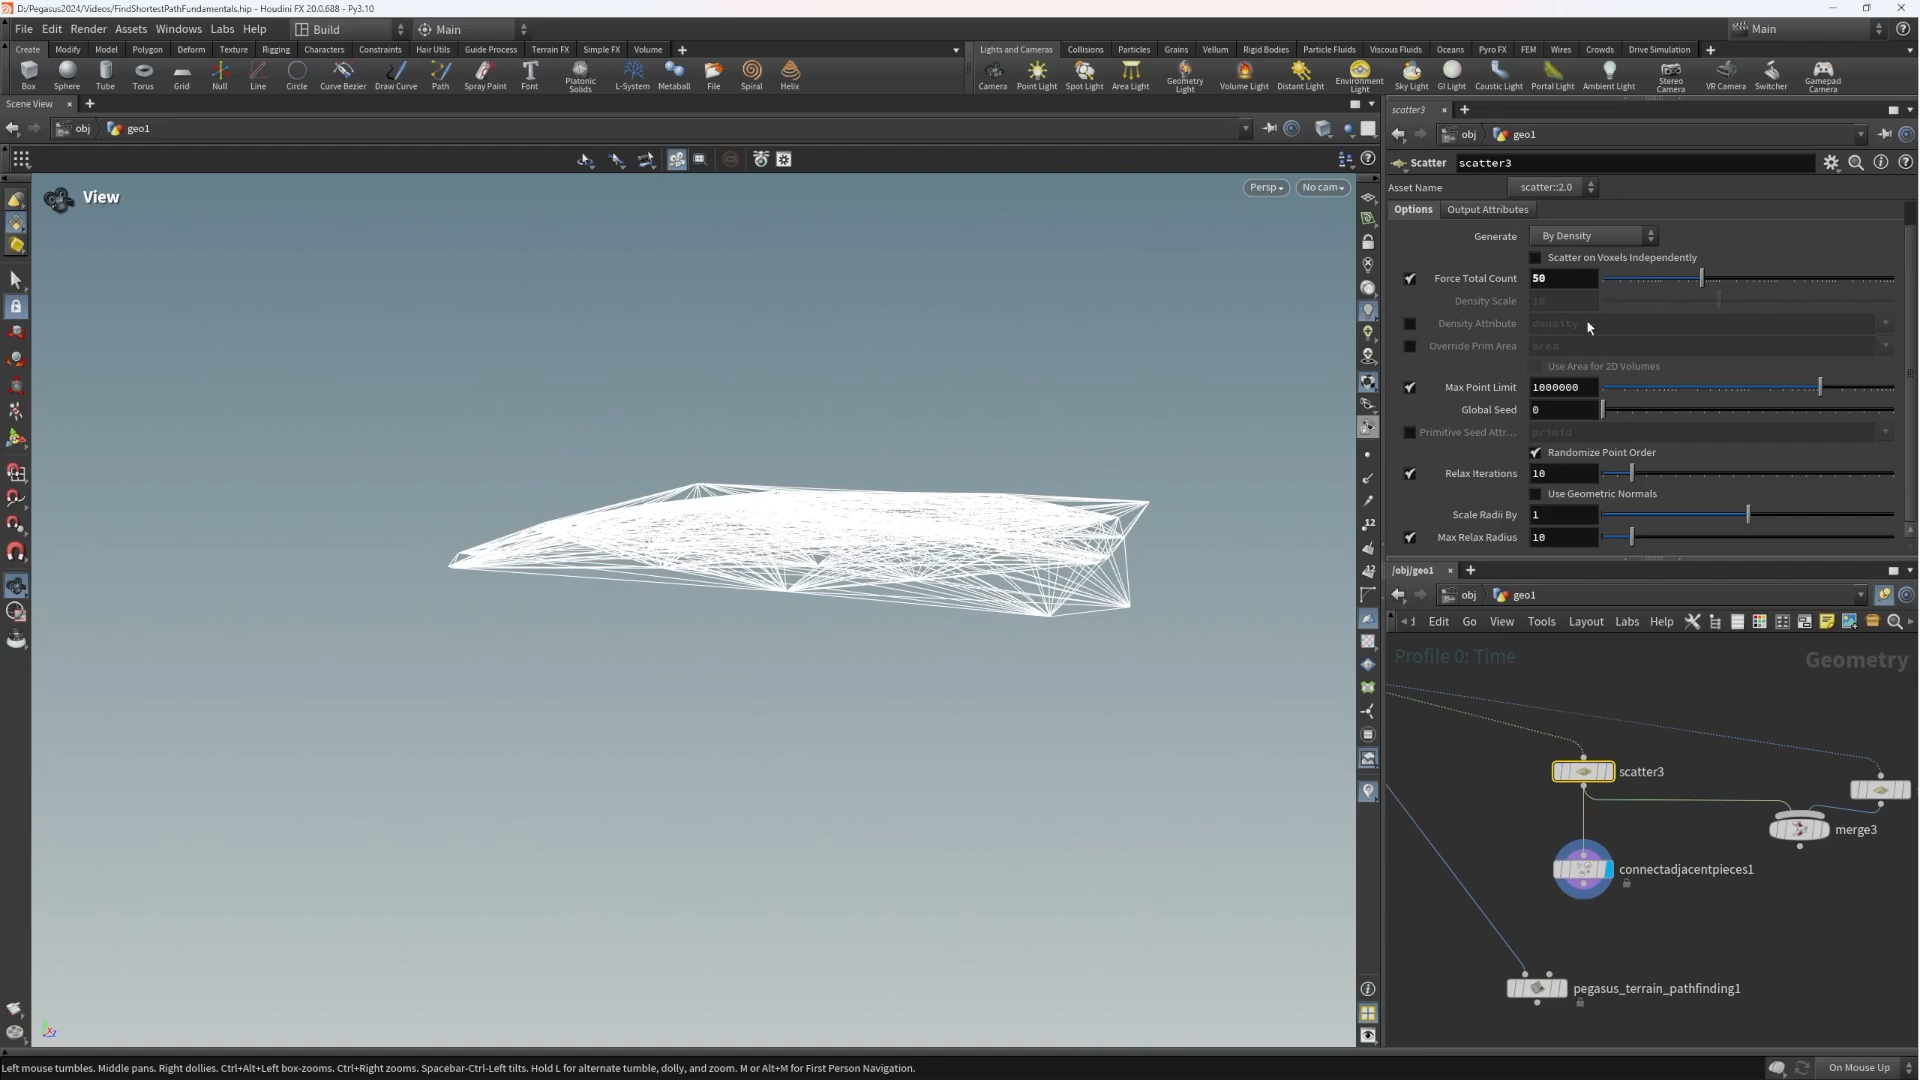 D:/Pegasus2024/Videos/FindShortestPathFundamentals.hip - Houdini FX 20.0.688 - Py3.10
File Edit Render Assets Windows Labs Help Build Main Main
Create Modify Model Polygon Deform Texture Rigging Characters Constraints Hair Utils Guide Process Terrain FX Simple FX Volume
Lights and Cameras Collisions Particles Grains Vellum Rigid Bodies Particle Fluids Viscous Fluids Oceans Pyro FX FEM Wires Crowds Drive Simulation
Box Sphere Tube Torus Grid Null Line Circle Curve Bezier Draw Curve Path Spray Paint Font Platonic Solids L-System Metaball File Spiral Helix
Camera Point Light Spot Light Area Light Geometry Light Volume Light Distant Light Environment Light Sky Light GI Light Caustic Light Portal Light Ambient Light Stereo Camera VR Camera Switcher Gamepad Camera
Scene View
obj geo1
View
Persp No cam
scatter3
obj geo1
Scatter scatter3
Asset Name scatter::2.0
Options Output Attributes
Generate By Density
Scatter on Voxels Independently
Force Total Count 50
Density Scale 10
Density Attribute density
Override Prim Area area
Use Area for 2D Volumes
Max Point Limit 1000000
Global Seed 0
Primitive Seed Attr... primid
Randomize Point Order
Relax Iterations 10
Use Geometric Normals
Scale Radii By 1
Max Relax Radius 10
/obj/geo1
obj geo1
Edit Go View Tools Layout Labs Help
Profile 0: Time
Geometry
scatter3
merge3
connectadjacentpieces1
pegasus_terrain_pathfinding1
Left mouse tumbles. Middle pans. Right dollies. Ctrl+Alt+Left box-zooms. Ctrl+Right zooms. Spacebar-Ctrl-Left tilts. Hold L for alternate tumble, dolly, and zoom. M or Alt+M for First Person Navigation.
On Mouse Up